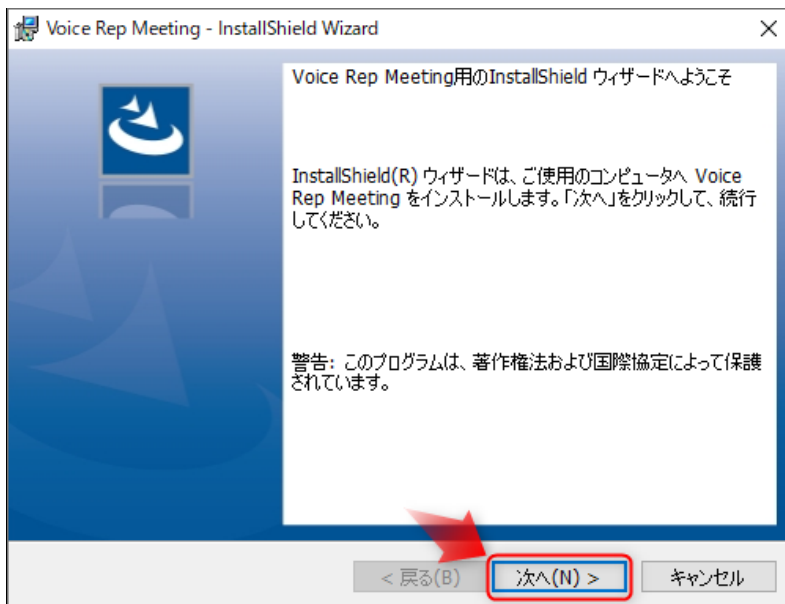 Voice Rep Meeting - InstallShield Wizard
Voice Rep Meeting用のInstallShield ウィザードへようこそ
InstallShield(R) ウィザードは、ご使用のコンピュータへ Voice
Rep Meeting をインストールします。「次へ」をクリックして、続行
してください。
警告: このプログラムは、著作権法および国際協定によって保護
されています。
< 戻る(B)
次へ(N) >
キャンセル